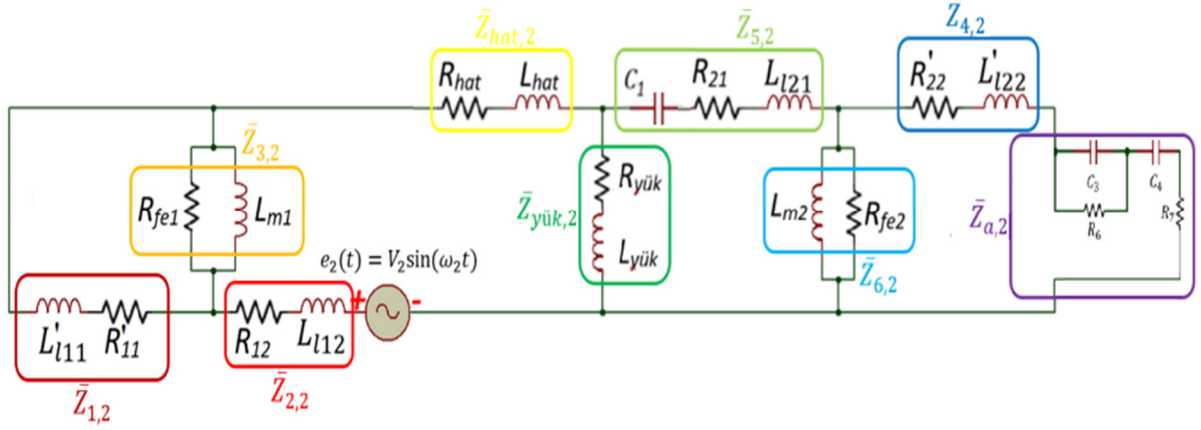 Z̄hat,2
Z̄5,2
Z4,2
Rhat Lhat
C1 R21 Ll21
R'22 L'l22
Z̄3,2
Rfe1 Lm1
Z̄yük,2
Ryük
Lyük
Lm2 Rfe2
Z̄6,2
Z̄a,2
C3 C4
R6 R7
e2(t) = V2sin(ω2t)
+ -
L'l11 R'11
R12 Ll12
Z̄1,2
Z̄2,2